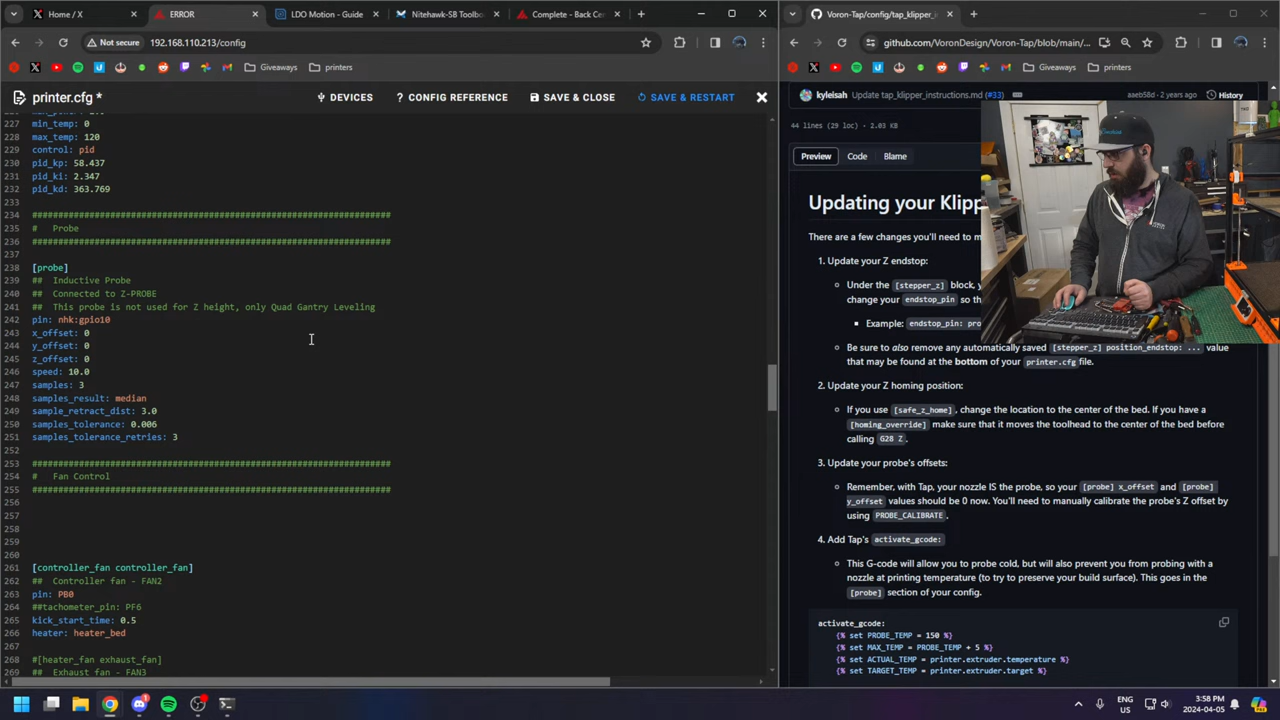 Home / X
ERROR
LDO Motion - Guide
Nitehawk-SB Toolbo
Complete - Back Cer
Voron-Tap/config/tap_klipper_i
Not secure
192.168.110.213/config
github.com/VoronDesign/Voron-Tap/blob/main/...
Giveaways
printers
Giveaways
printers
printer.cfg *
DEVICES
CONFIG REFERENCE
SAVE & CLOSE
SAVE & RESTART
kyleisah Update tap_klipper_instructions.md (#33)
aaeb58d · 2 years ago
History
44 lines (29 loc) · 2.03 KB
Preview
Code
Blame
227 min_temp: 0
228 max_temp: 120
229 control: pid
230 pid_kp: 58.437
231 pid_ki: 2.347
232 pid_kd: 363.769
233
234 #####################################################################
235 #   Probe
236 #####################################################################
237
238 [probe]
239 ##  Inductive Probe
240 ##  Connected to Z-PROBE
241 ##  This probe is not used for Z height, only Quad Gantry Leveling
242 pin: nhk:gpio10
243 x_offset: 0
244 y_offset: 0
245 z_offset: 0
246 speed: 10.0
247 samples: 3
248 samples_result: median
249 sample_retract_dist: 3.0
250 samples_tolerance: 0.006
251 samples_tolerance_retries: 3
252
253 #####################################################################
254 #   Fan Control
255 #####################################################################
256
257
258
259
260
261 [controller_fan controller_fan]
262 ##  Controller fan - FAN2
263 pin: PB0
264 ##tachometer_pin: PF6
265 kick_start_time: 0.5
266 heater: heater_bed
267
268 #[heater_fan exhaust_fan]
269 ##  Exhaust fan - FAN3
Updating your Klipp
There are a few changes you'll need to m
1. Update your Z endstop:
Under the [stepper_z] block, y
change your endstop_pin so th
Example: endstop_pin: pro
Be sure to also remove any automatically saved [stepper_z] position_endstop: ... value
that may be found at the bottom of your printer.cfg file.
2. Update your Z homing position:
If you use [safe_z_home], change the location to the center of the bed. If you have a
[homing_override] make sure that it moves the toolhead to the center of the bed before
calling G28 Z.
3. Update your probe's offsets:
Remember, with Tap, your nozzle IS the probe, so your [probe] x_offset and [probe]
y_offset values should be 0 now. You'll need to manually calibrate the probe's Z offset by
using PROBE_CALIBRATE.
4. Add Tap's activate_gcode:
This G-code will allow you to probe cold, but will also prevent you from probing with a
nozzle at printing temperature (to try to preserve your build surface). This goes in the
[probe] section of your config.
activate_gcode:
{% set PROBE_TEMP = 150 %}
{% set MAX_TEMP = PROBE_TEMP + 5 %}
{% set ACTUAL_TEMP = printer.extruder.temperature %}
{% set TARGET_TEMP = printer.extruder.target %}
ENG
US
3:58 PM
2024-04-05